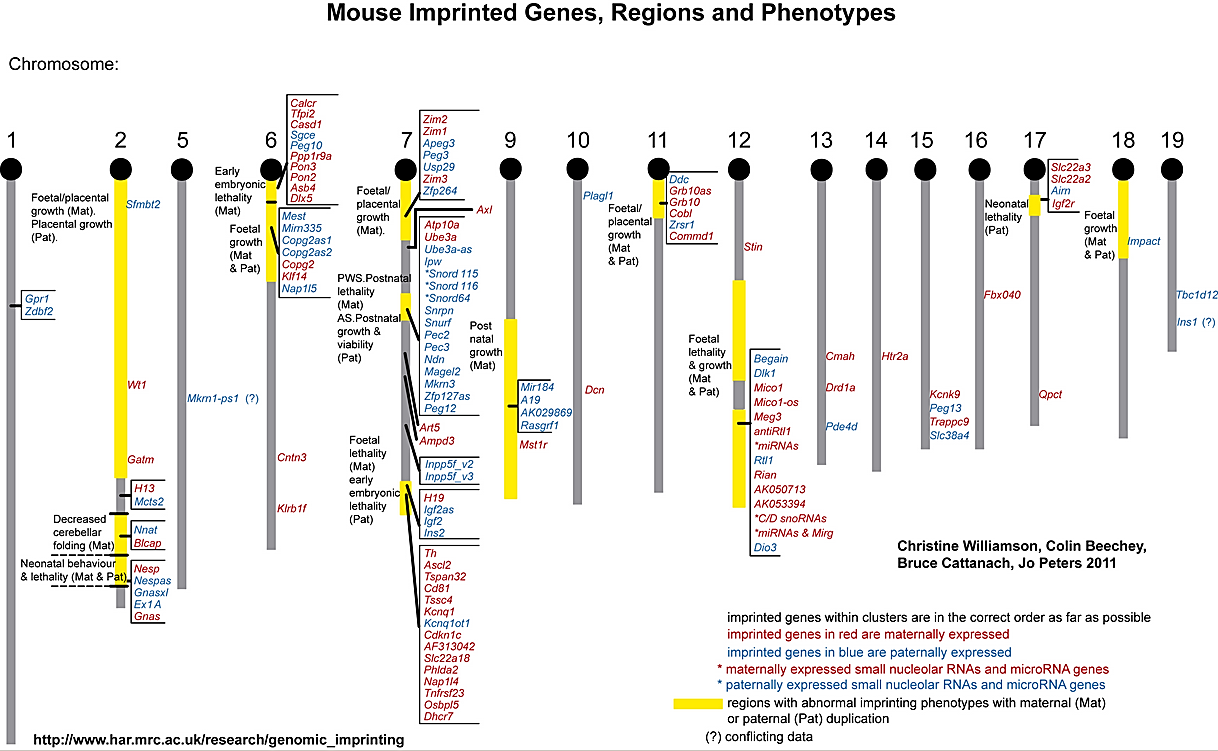 Mouse Imprinted Genes, Regions and Phenotypes
Chromosome:
1
2
5
6
7
9
10
11
12
13
14
15
16
17
18
19
Gpr1
Zdbf2
Foetal/placental
growth (Mat).
Placental growth
(Pat).
Sfmbt2
Wt1
Gatm
H13
Mcts2
Decreased
cerebellar
folding (Mat)
Nnat
Blcap
Neonatal behaviour
& lethality (Mat & Pat)
Nesp
Nespas
Gnasxl
Ex1A
Gnas
Mkrn1-ps1 (?)
Early
embryonic
lethality
(Mat)
Calcr
Tfpi2
Casd1
Sgce
Peg10
Ppp1r9a
Pon3
Pon2
Asb4
Dlx5
Foetal
growth
(Mat
& Pat)
Mest
Mirn335
Copg2as1
Copg2as2
Copg2
Klf14
Nap1l5
Cntn3
Klrb1f
Foetal/
placental
growth
(Mat).
Zim2
Zim1
Apeg3
Peg3
Usp29
Zim3
Zfp264
Axl
PWS.Postnatal
lethality
(Mat)
AS.Postnatal
growth &
viability
(Pat)
Atp10a
Ube3a
Ube3a-as
Ipw
*Snord 115
*Snord 116
*Snord64
Snrpn
Snurf
Pec2
Pec3
Ndn
Magel2
Mkrn3
Zfp127as
Peg12
Art5
Ampd3
Inpp5f_v2
Inpp5f_v3
Foetal
lethality
(Mat)
early
embryonic
lethality
(Pat)
H19
Igf2as
Igf2
Ins2
Th
Ascl2
Tspan32
Cd81
Tssc4
Kcnq1
Kcnq1ot1
Cdkn1c
AF313042
Slc22a18
Phlda2
Nap1l4
Tnfrsf23
Osbpl5
Dhcr7
Post
natal
growth
(Mat)
Mir184
A19
AK029869
Rasgrf1
Mst1r
Plagl1
Dcn
Foetal/
placental
growth
(Mat
& Pat)
Ddc
Grb10as
Grb10
Cobl
Zrsr1
Commd1
Stin
Foetal lethality
& growth (Mat
& Pat)
Begain
Dlk1
Mico1
Mico1-os
Meg3
antiRtl1
*miRNAs
Rtl1
Rian
AK050713
AK053394
*C/D snoRNAs
*miRNAs & Mirg
Dio3
Cmah
Drd1a
Pde4d
Htr2a
Kcnk9
Peg13
Trappc9
Slc38a4
Fbx040
Neonatal
lethality
(Pat)
Slc22a3
Slc22a2
Airn
Igf2r
Qpct
Foetal
growth
(Mat
& Pat)
Impact
Tbc1d12
Ins1 (?)
Christine Williamson, Colin Beechey,
Bruce Cattanach, Jo Peters 2011
imprinted genes within clusters are in the correct order as far as possible
imprinted genes in red are maternally expressed
imprinted genes in blue are paternally expressed
* maternally expressed small nucleolar RNAs and microRNA genes
* paternally expressed small nucleolar RNAs and microRNA genes
regions with abnormal imprinting phenotypes with maternal (Mat)
or paternal (Pat) duplication
(?) conflicting data
http://www.har.mrc.ac.uk/research/genomic_imprinting